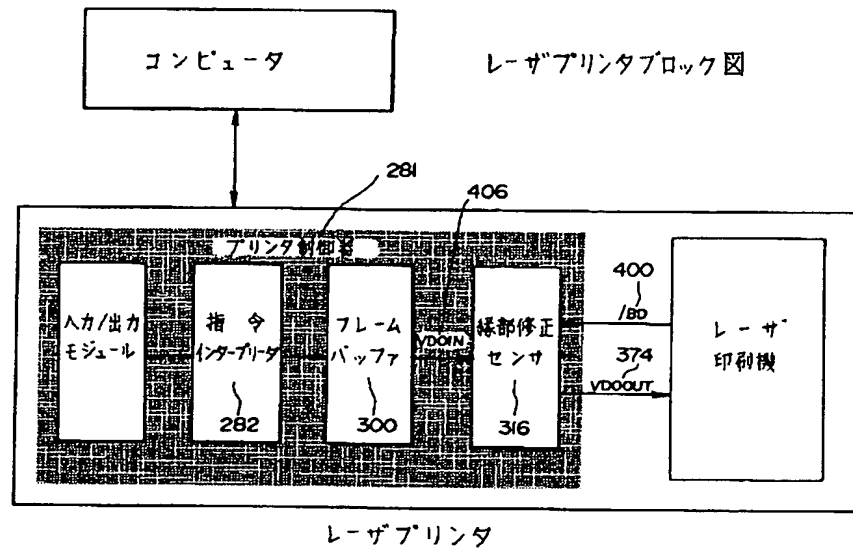 コンピュータ
レーザプリンタブロック図
281
406
プリンタ制御器
入力/出力
モジュール
指令
インタープリータ
282
フレーム
バッファ
300
VDOIN
縁部修正
センサ
316
400
/BD
374
VDOOUT
レーザ
印刷機
レーザプリンタ